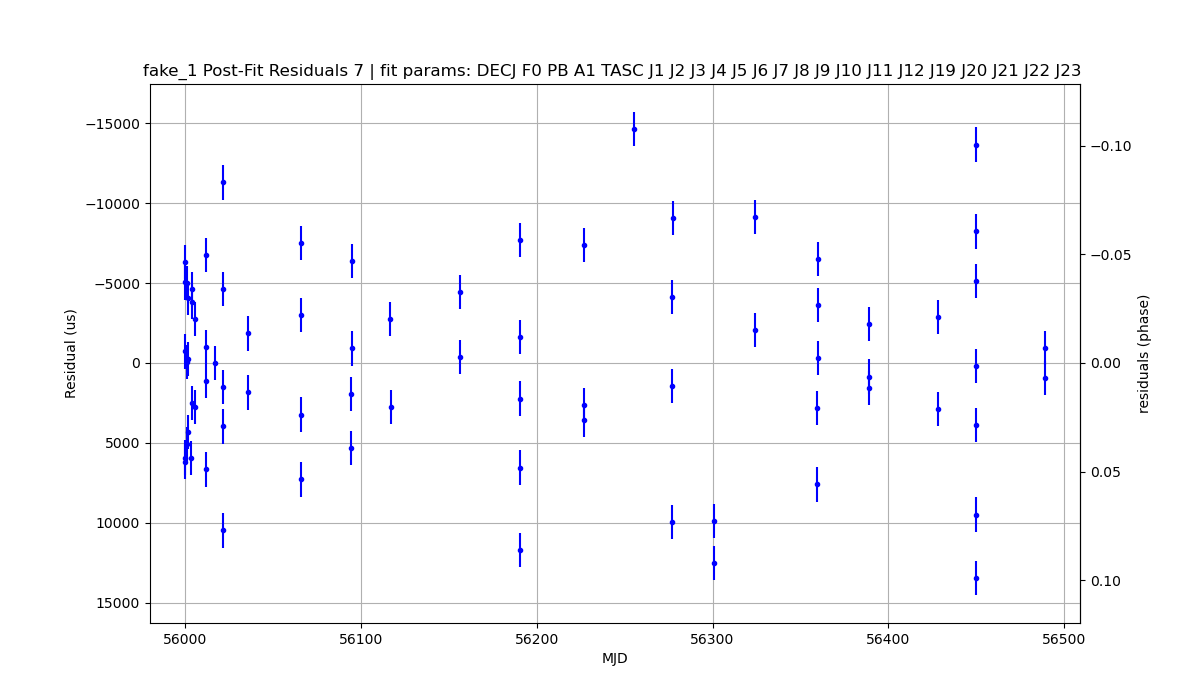 fake_1 Post-Fit Residuals 7 | fit params: DECJ F0 PB A1 TASC J1 J2 J3 J4 J5 J6 J7 J8 J9 J10 J11 J12 J19 J20 J21 J22 J23
−15000
−10000
−5000
0
5000
10000
15000
Residual (us)
−0.10
−0.05
0.00
0.05
0.10
residuals (phase)
56000 56100 56200 56300 56400 56500
MJD